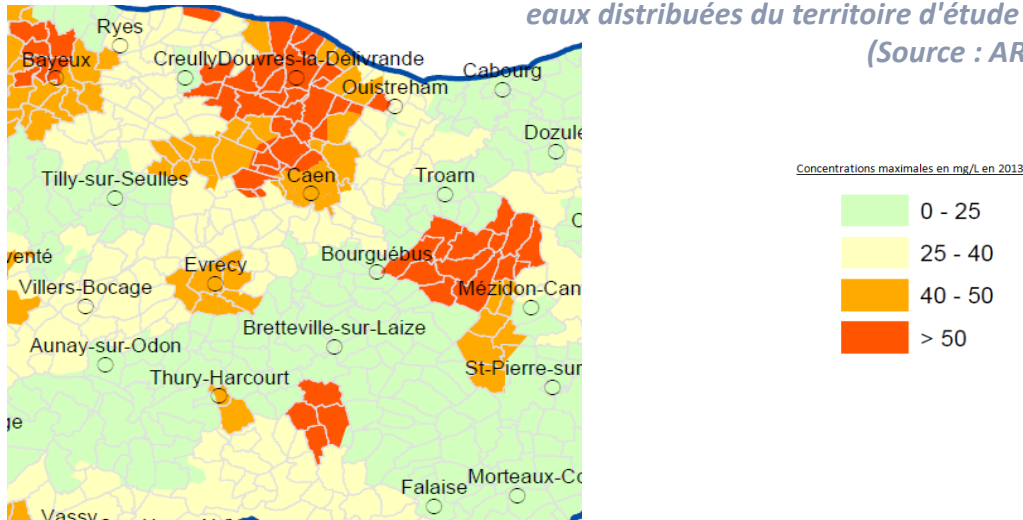 eaux distribuées du territoire d'étude
(Source : AR
Ryes
Bayeux
Creully
Douvres-la-Délivrande
Cabourg
Ouistreham
Dozulé
Tilly-sur-Seulles
Caen
Troarn
Evrecy
Bourguébus
Villers-Bocage
Mézidon-Can
Bretteville-sur-Laize
Aunay-sur-Odon
Thury-Harcourt
St-Pierre-sur
Falaise
Morteaux-Co
Vassy
Concentrations maximales en mg/L en 2013
0 - 25
25 - 40
40 - 50
> 50